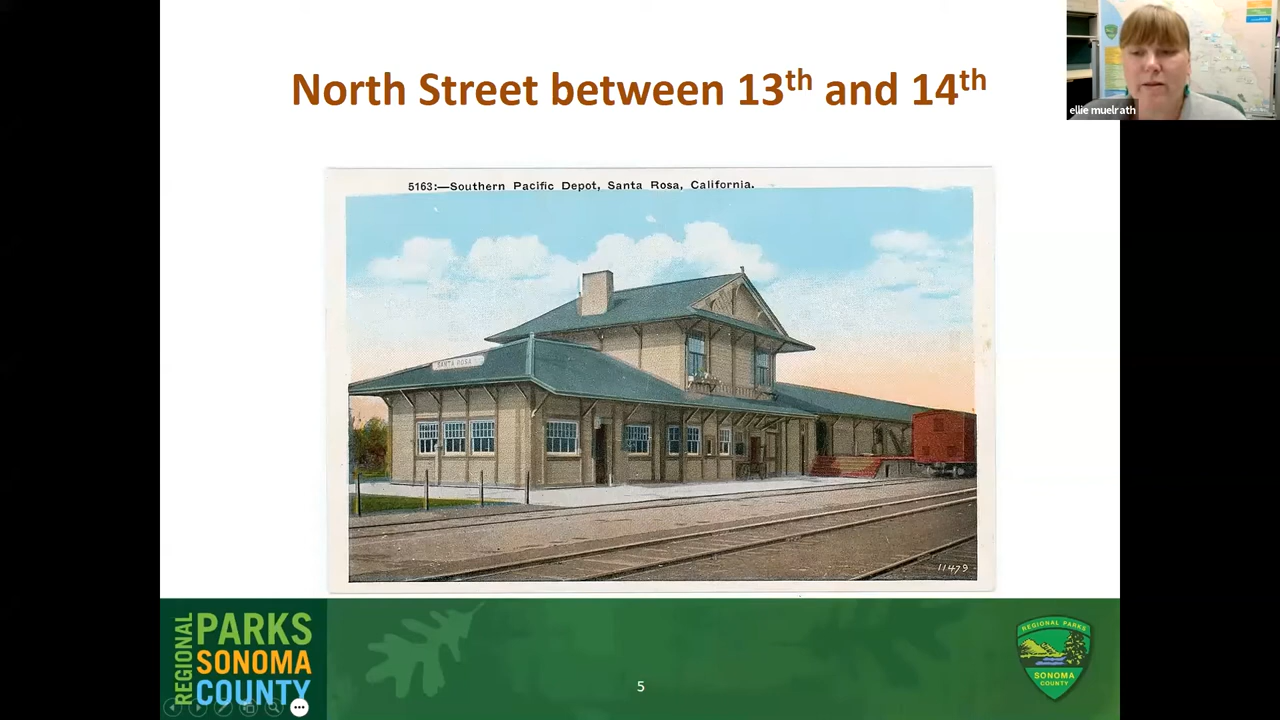 North Street between 13th and 14th
ellie muelrath
5163:—Southern Pacific Depot, Santa Rosa, California.
SANTA ROSA
11479
REGIONAL
PARKS
SONOMA
COUNTY
5
REGIONAL PARKS
SONOMA
COUNTY